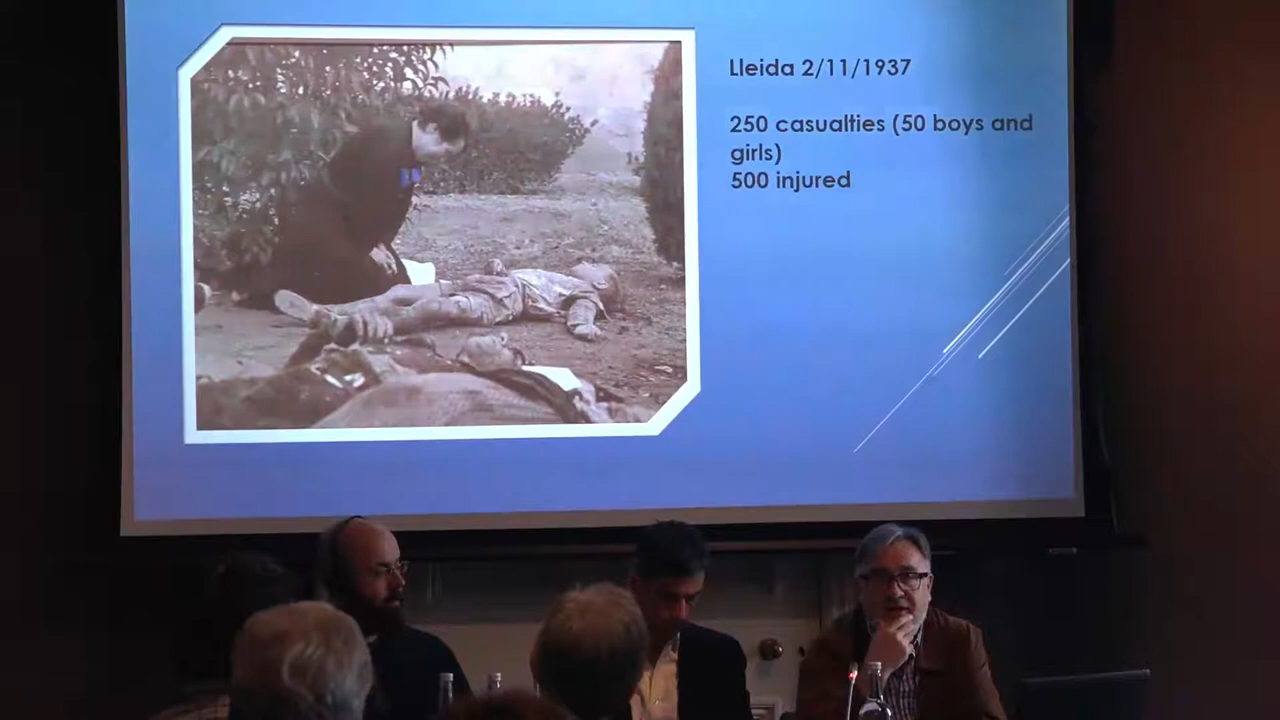 Lleida 2/11/1937
250 casualties (50 boys and
girls)
500 injured